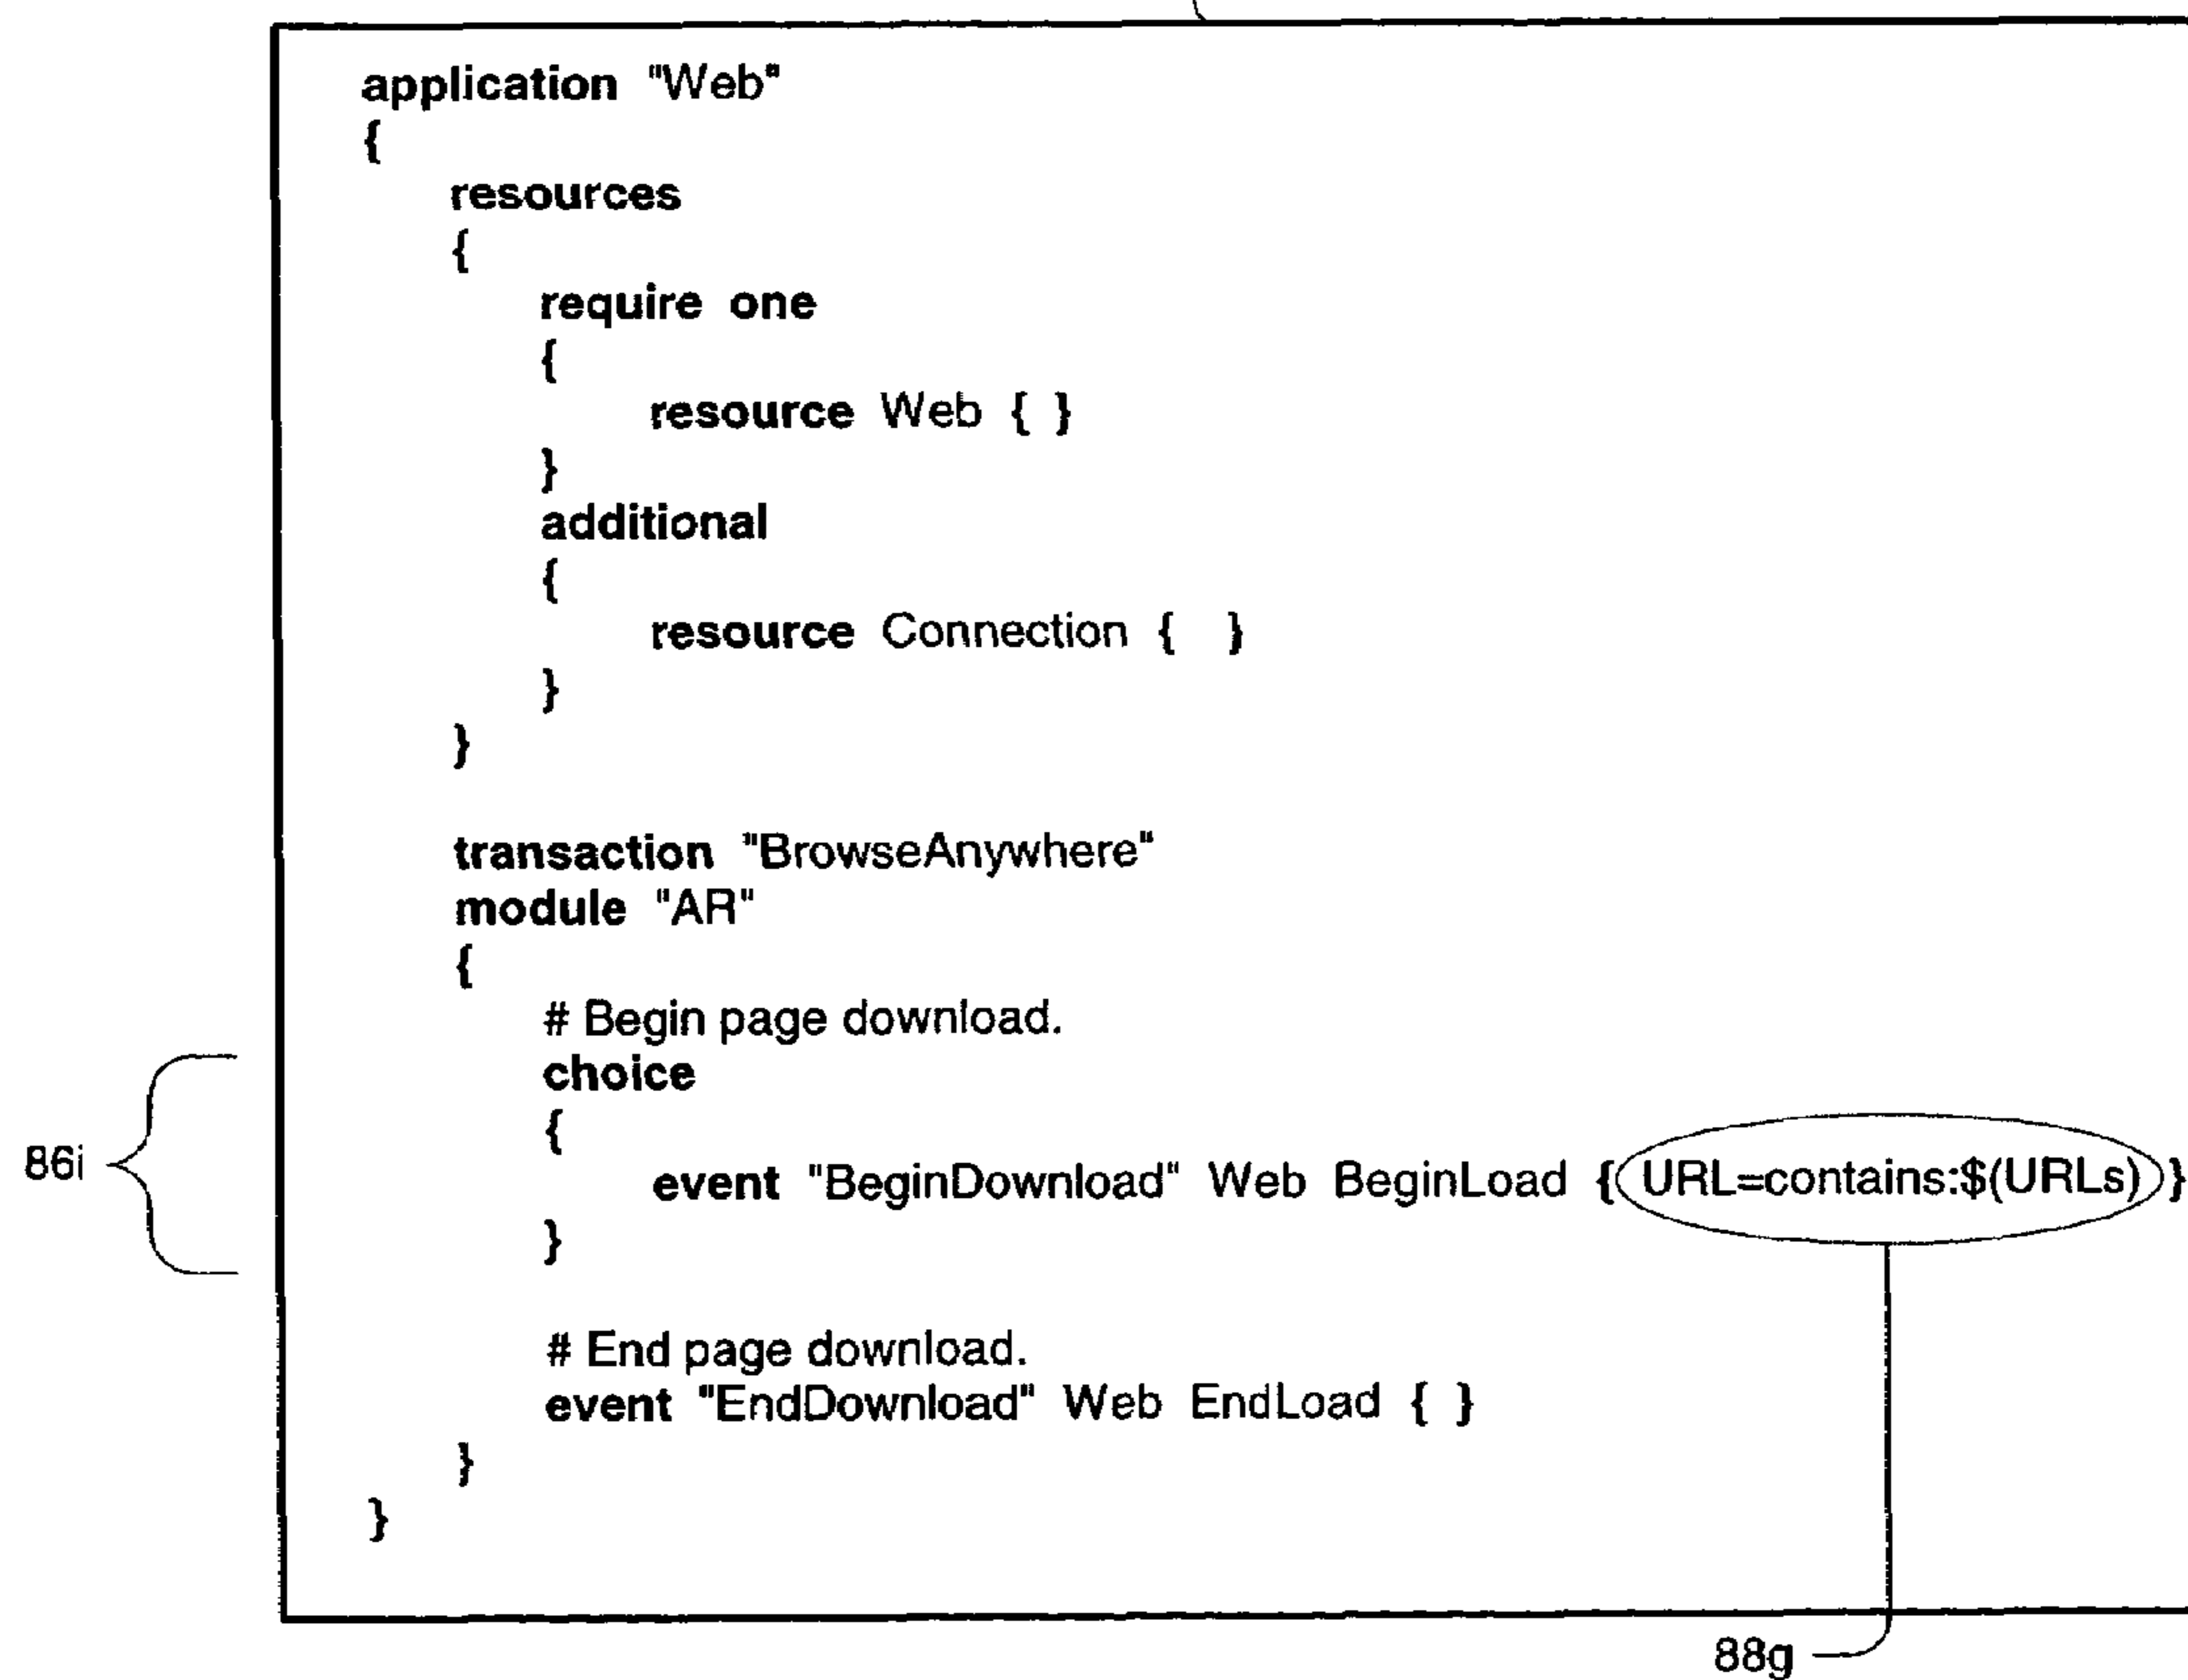 application "Web"
{
resources
{
require one
{
resource Web { }
}
additional
{
resource Connection { }
}
}
transaction "BrowseAnywhere"
module "AR"
{
# Begin page download.
choice
{
86i
event "BeginDownload" Web BeginLoad { URL=contains:$(URLs) }
}
# End page download.
event "EndDownload" Web EndLoad { }
}
}
88g